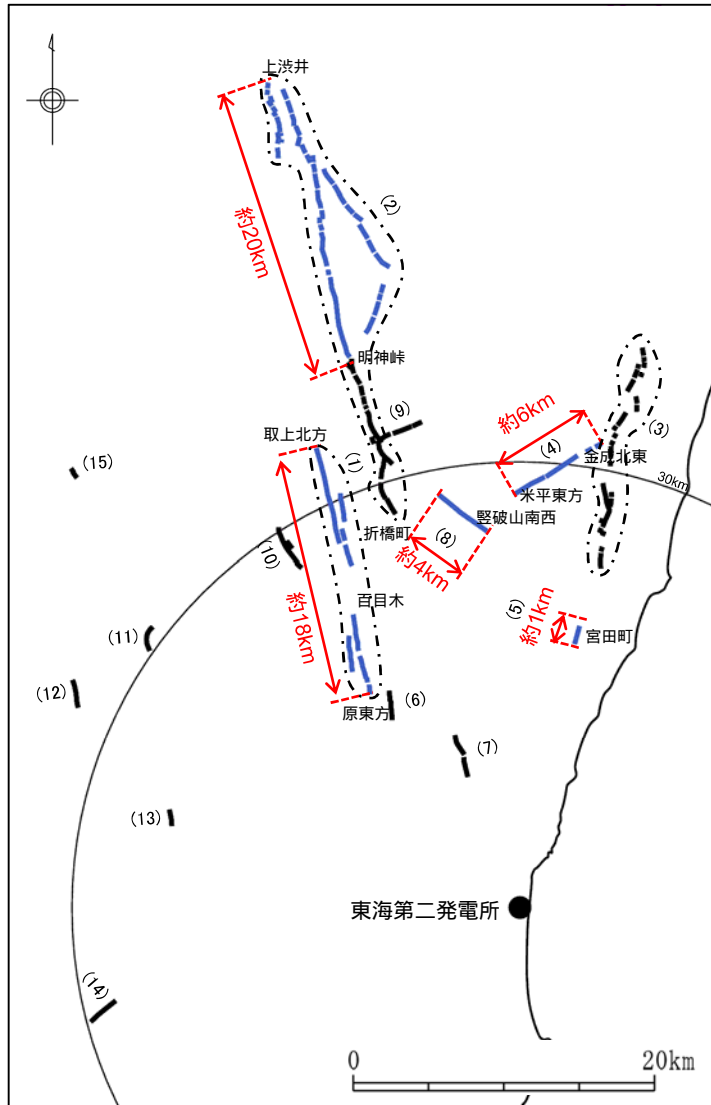 上渋井
(2)
約20km
明神峠
(9)
約6km
(3)
取上北方
(1)
(4)
金成北東
(15)
30km
米平東方
竪破山南西
折橋町
(8)
(10)
約4km
百目木
(5)
約1km
約18km
(11)
宮田町
(12)
(6)
原東方
(7)
(13)
東海第二発電所
(14)
0
20km